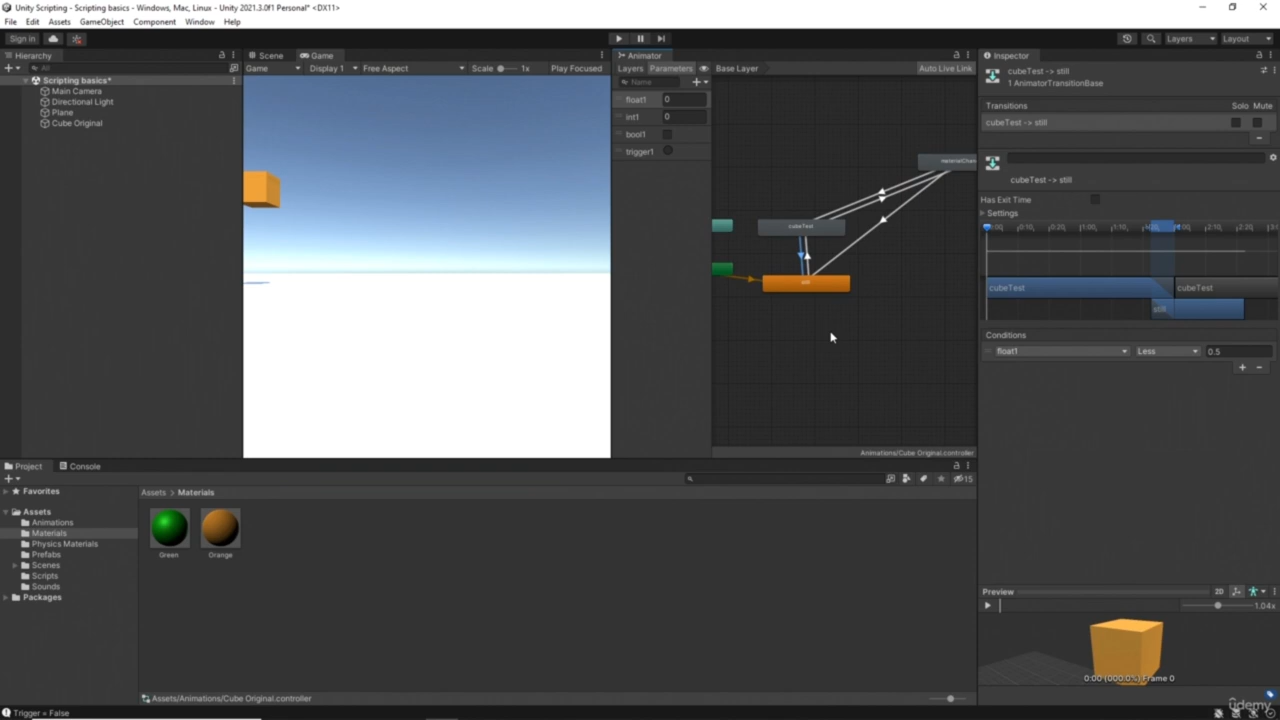 Unity Scripting - Scripting basics - Windows, Mac, Linux - Unity 2021.3.0f1 Personal* <DX11>
File Edit Assets GameObject Component Window Help
Sign in
Layers
Layout
Hierarchy
All
Scripting basics*
Main Camera
Directional Light
Plane
Cube Original
Scene
Game
Game
Display 1
Free Aspect
Scale
1x
Play Focused
Animator
Layers
Parameters
Base Layer
Auto Live Link
Name
float1 0
int1 0
bool1
trigger1
materialChan
cubeTest
still
Animations/Cube Original.controller
Inspector
cubeTest -> still
1 AnimatorTransitionBase
Transitions
Solo
Mute
cubeTest -> still
cubeTest -> still
Has Exit Time
Settings
cubeTest
cubeTest
still
Conditions
float1
Less
0.5
Project
Console
15
Favorites
Assets
Animations
Materials
Physics Materials
Prefabs
Scenes
Scripts
Sounds
Packages
Assets > Materials
Green
Orange
Assets/Animations/Cube Original.controller
Preview
2D
1.04x
0:00 (000.0%) Frame 0
Trigger = False
udemy